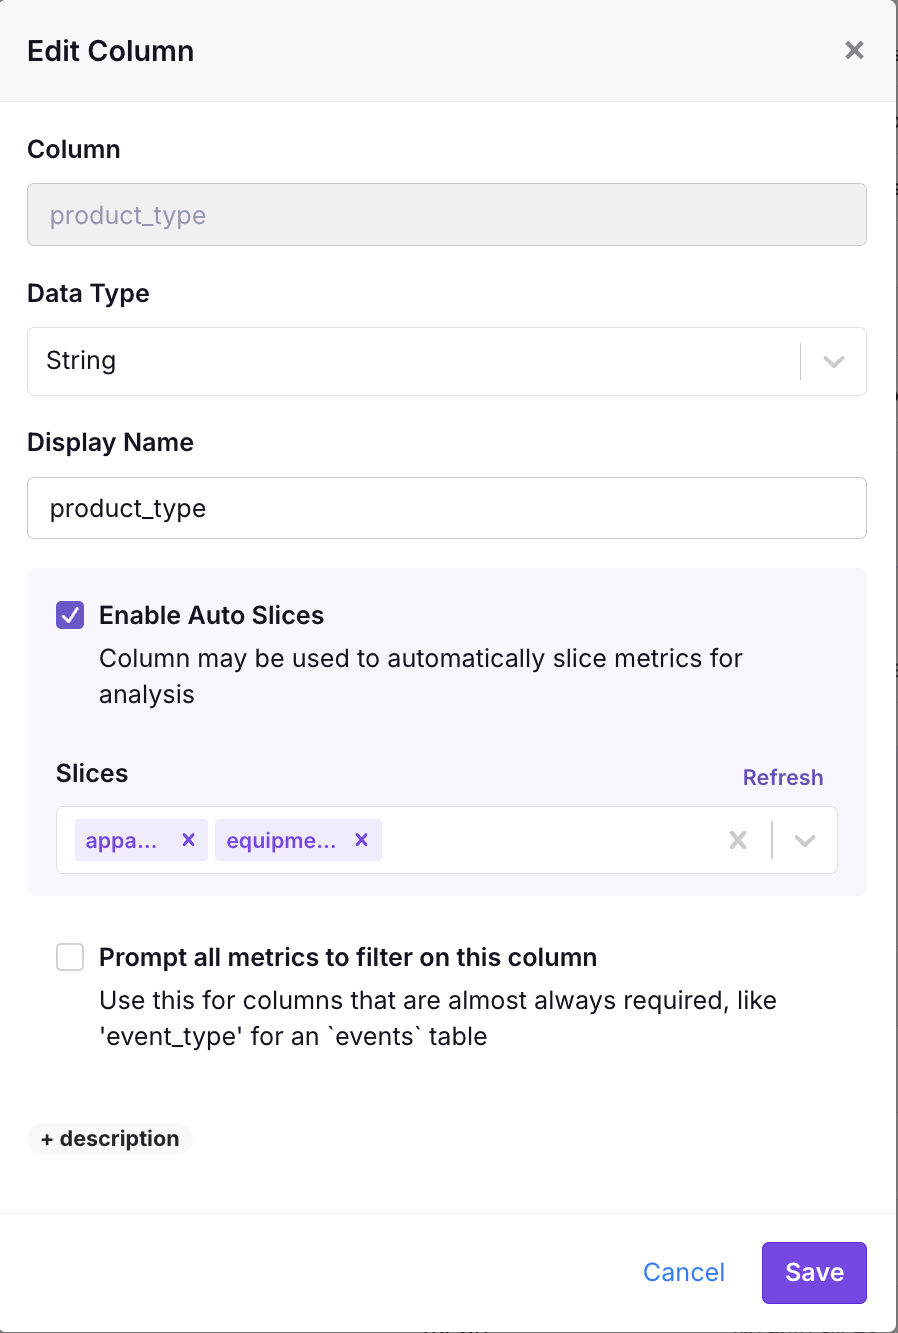 Edit Column
Column
product_type
Data Type
String
Display Name
product_type
Enable Auto Slices
Column may be used to automatically slice metrics for
analysis
Slices
Refresh
appa...
equipme...
Prompt all metrics to filter on this column
Use this for columns that are almost always required, like
'event_type' for an `events` table
+ description
Cancel
Save